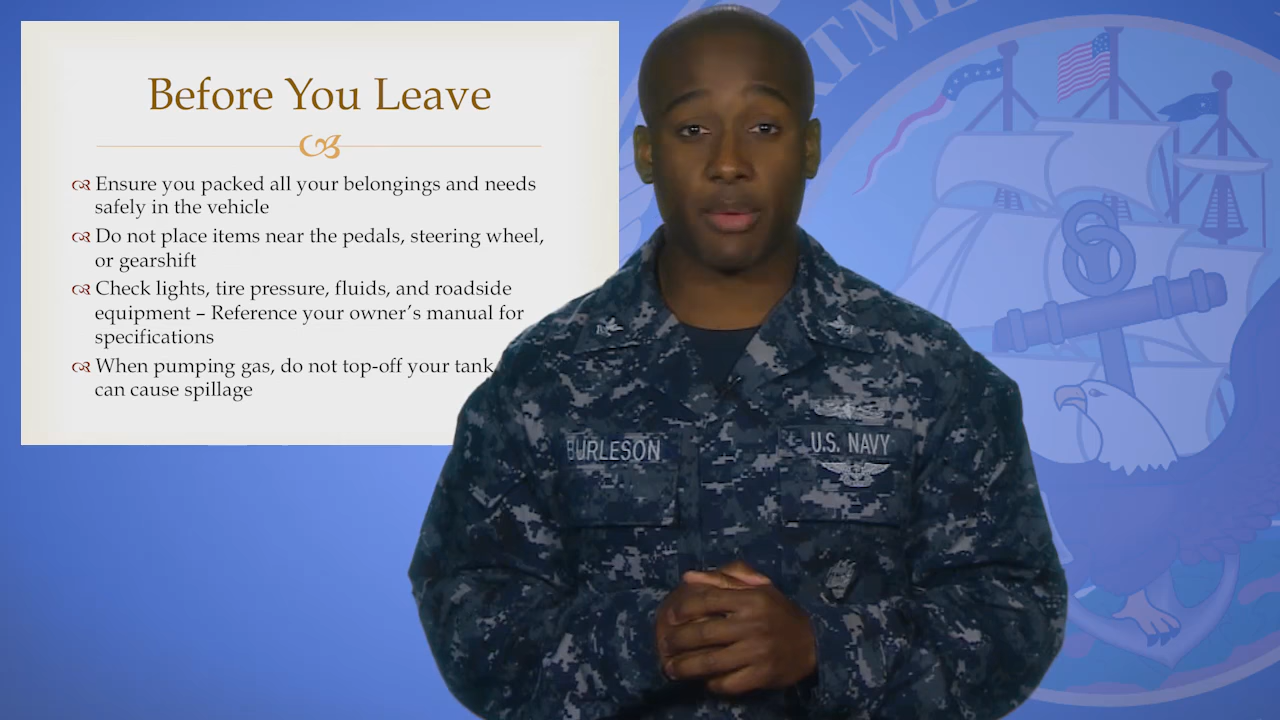 Before You Leave
Ensure you packed all your belongings and needs
safely in the vehicle
Do not place items near the pedals, steering wheel,
or gearshift
Check lights, tire pressure, fluids, and roadside
equipment – Reference your owner's manual for
specifications
When pumping gas, do not top-off your tank
can cause spillage
BURLESON
U.S. NAVY